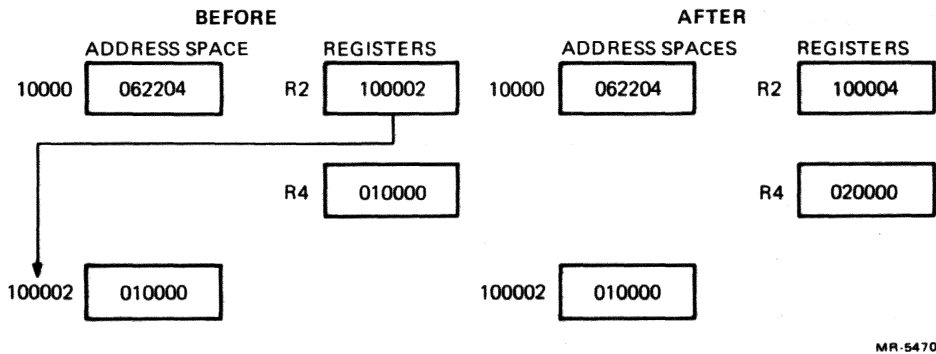 BEFORE AFTER
ADDRESS SPACE REGISTERS ADDRESS SPACES REGISTERS
10000 062204 R2 100002 10000 062204 R2 100004
R4 010000 R4 020000
100002 010000 100002 010000
MR-5470